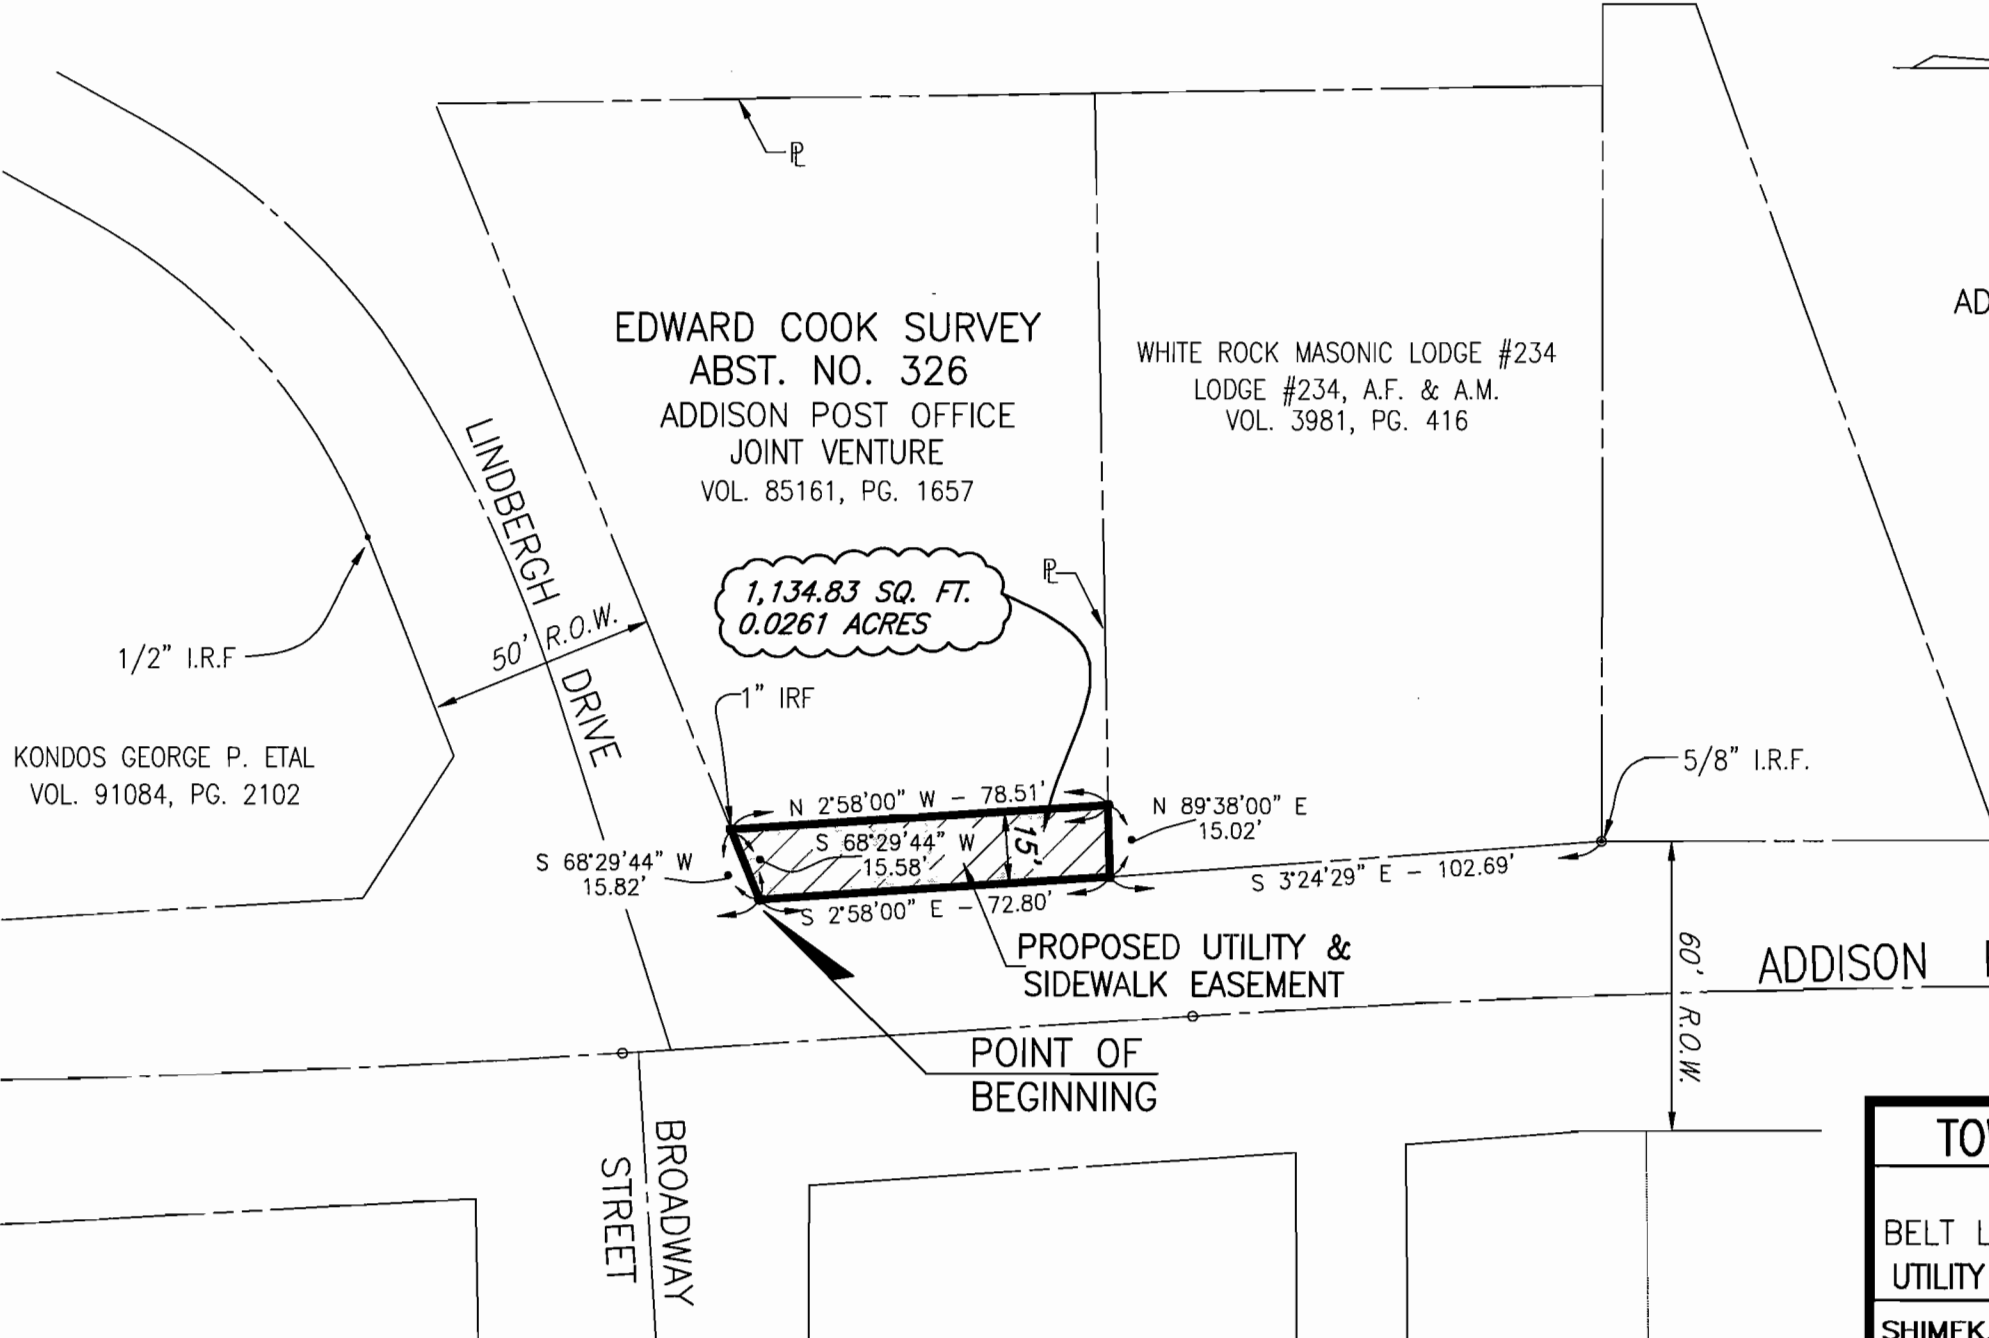 ℄
EDWARD COOK SURVEY
ABST. NO. 326
ADDISON POST OFFICE
JOINT VENTURE
VOL. 85161, PG. 1657
WHITE ROCK MASONIC LODGE #234
LODGE #234, A.F. & A.M.
VOL. 3981, PG. 416
AD
LINDBERGH
DRIVE
50' R.O.W.
1/2" I.R.F
KONDOS GEORGE P. ETAL
VOL. 91084, PG. 2102
1,134.83 SQ. FT.
0.0261 ACRES
℄
1" IRF
5/8" I.R.F.
N 2°58'00" W - 78.51'
N 89°38'00" E
15.02'
S 68°29'44" W
15.58'
15'
S 68°29'44" W
15.82'
S 2°58'00" E - 72.80'
S 3°24'29" E - 102.69'
PROPOSED UTILITY &
SIDEWALK EASEMENT
60' R.O.W.
ADDISON
POINT OF
BEGINNING
BROADWAY
STREET
TO
BELT L
UTILITY
SHIMEK